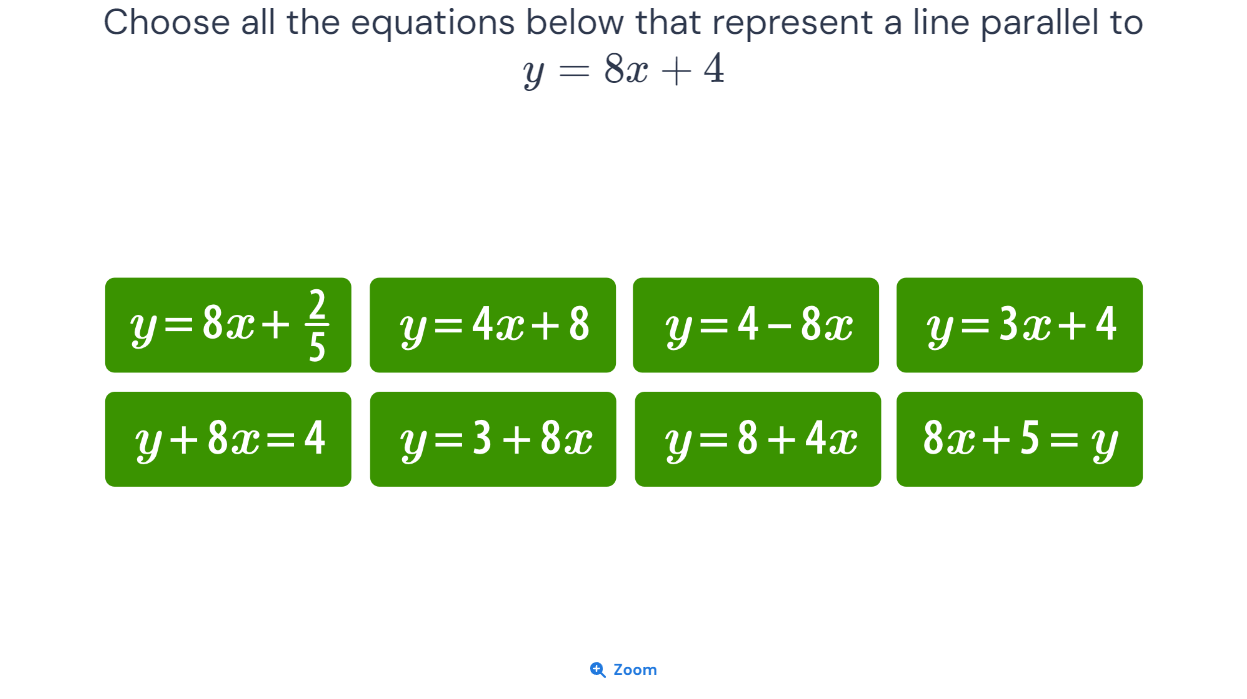 Choose all the equations below that represent a line parallel to
y = 8x + 4
y = 8x + 2/5
y = 4x + 8
y = 4 − 8x
y = 3x + 4
y + 8x = 4
y = 3 + 8x
y = 8 + 4x
8x + 5 = y
Zoom